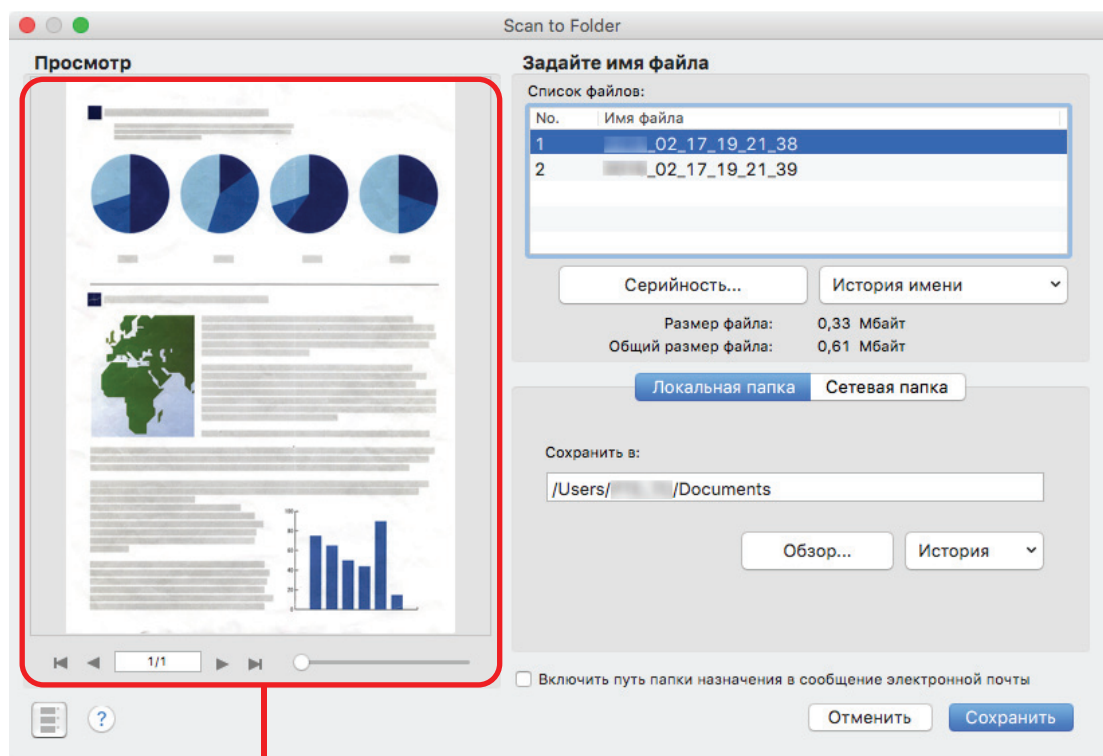 Scan to Folder
Просмотр
1/1
?
Задайте имя файла
Список файлов:
No. Имя файла
1 _02_17_19_21_38
2 _02_17_19_21_39
Серийность... История имени
Размер файла: 0,33 Мбайт
Общий размер файла: 0,61 Мбайт
Локальная папка Сетевая папка
Сохранить в:
/Users/ /Documents
Обзор... История
Включить путь папки назначения в сообщение электронной почты
Отменить Сохранить